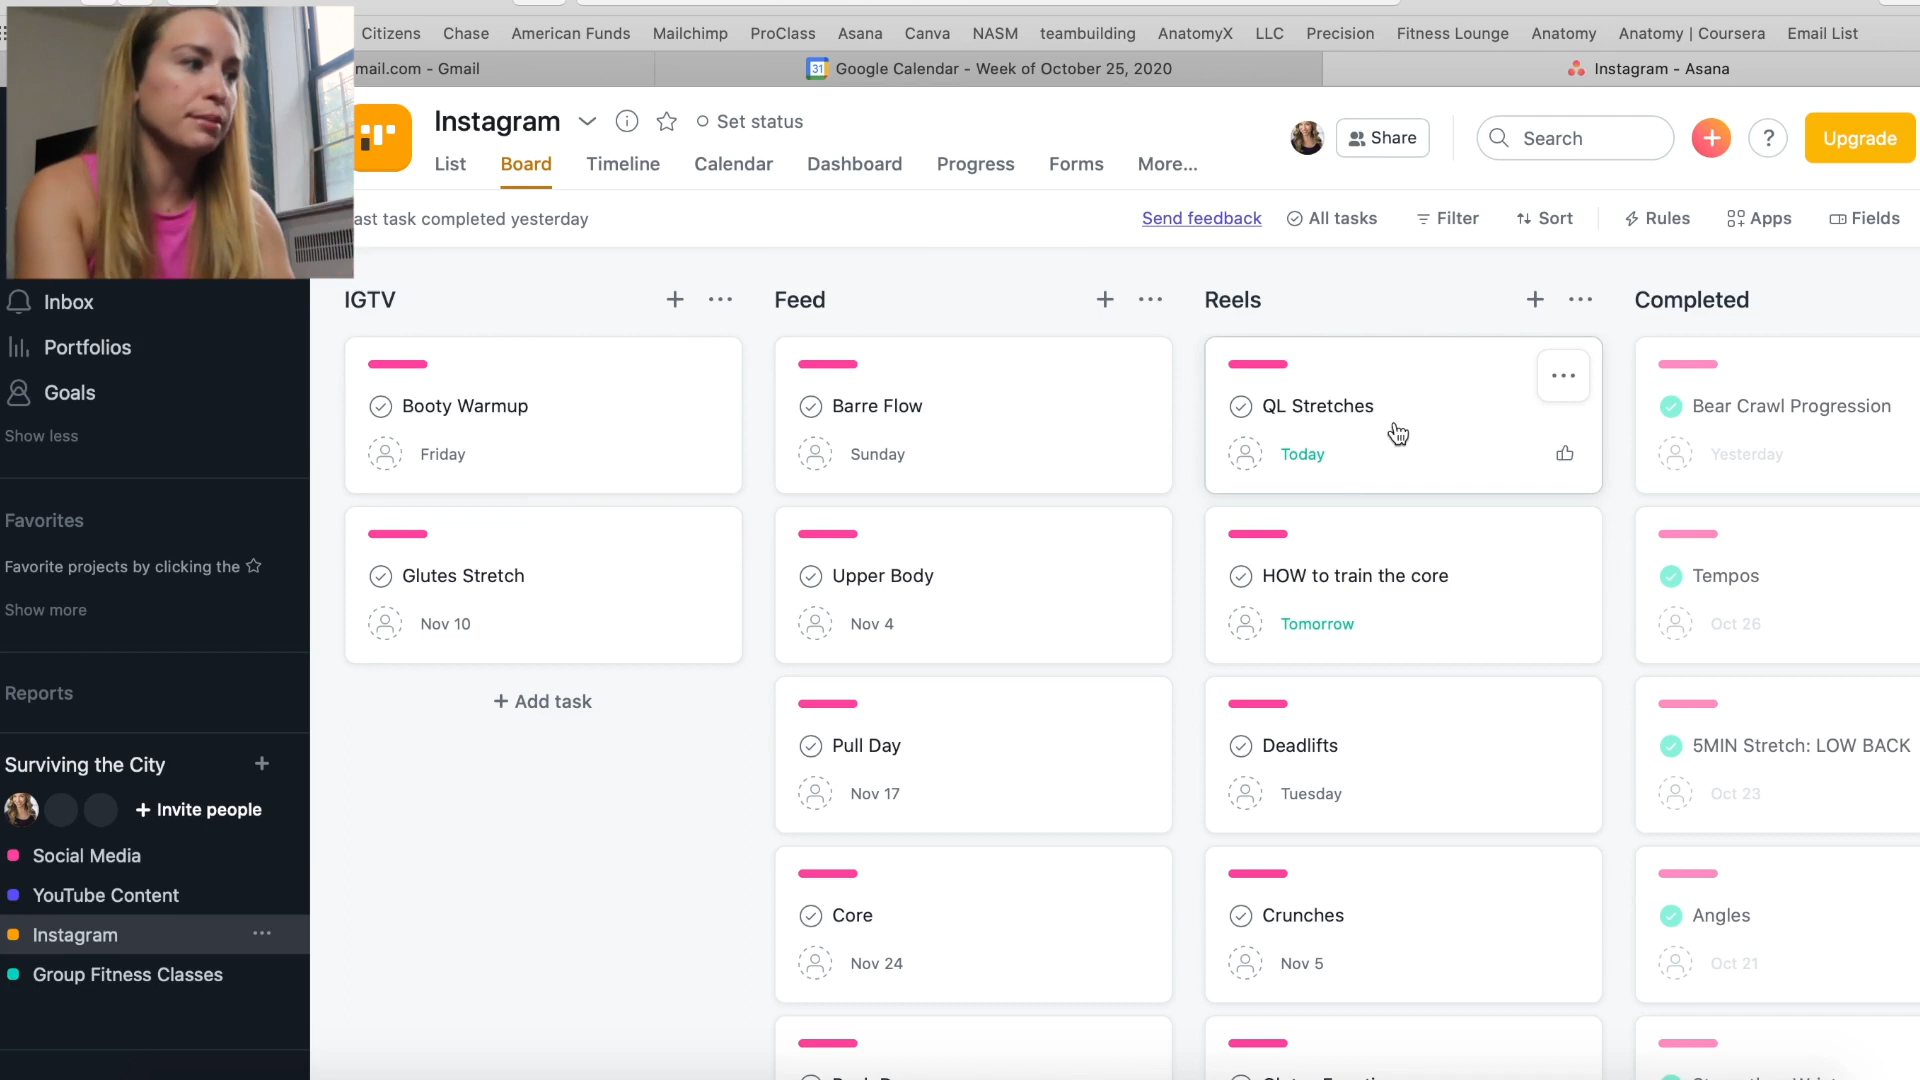 Citizens Chase American Funds Mailchimp ProClass Asana Canva NASM teambuilding AnatomyX LLC Precision Fitness Lounge Anatomy Anatomy | Coursera Email List
mail.com - Gmail
31 Google Calendar - Week of October 25, 2020
Instagram - Asana
Instagram
Set status
Share
Search
?
Upgrade
List Board Timeline Calendar Dashboard Progress Forms More...
ast task completed yesterday
Send feedback
All tasks
Filter
Sort
Rules
Apps
Fields
Inbox
Portfolios
Goals
Show less
Favorites
Favorite projects by clicking the
Show more
Reports
Surviving the City +
+ Invite people
Social Media
YouTube Content
Instagram
Group Fitness Classes
IGTV
Booty Warmup
Friday
Glutes Stretch
Nov 10
+ Add task
Feed
Barre Flow
Sunday
Upper Body
Nov 4
Pull Day
Nov 17
Core
Nov 24
Reels
QL Stretches
Today
HOW to train the core
Tomorrow
Deadlifts
Tuesday
Crunches
Nov 5
Completed
Bear Crawl Progression
Yesterday
Tempos
Oct 26
5MIN Stretch: LOW BACK
Oct 23
Angles
Oct 21